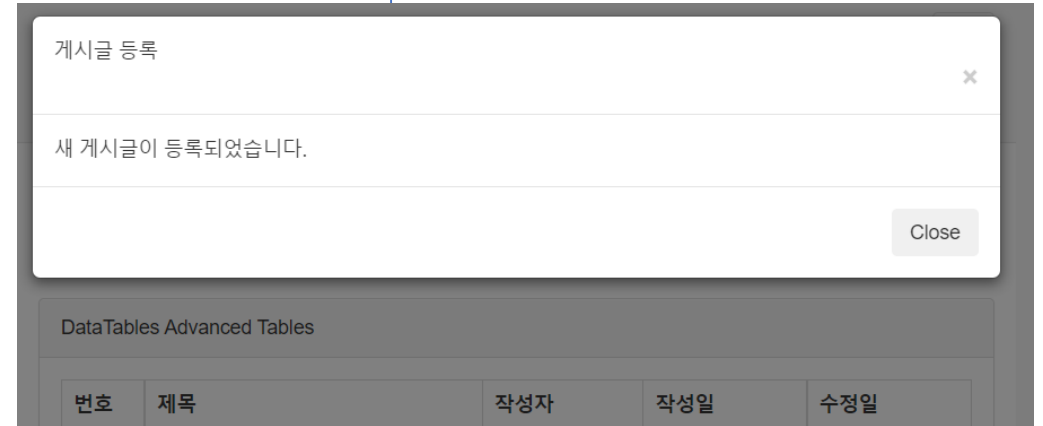 게시글 등록
×
새 게시글이 등록되었습니다.
Close
DataTables Advanced Tables
번호 제목 작성자 작성일 수정일